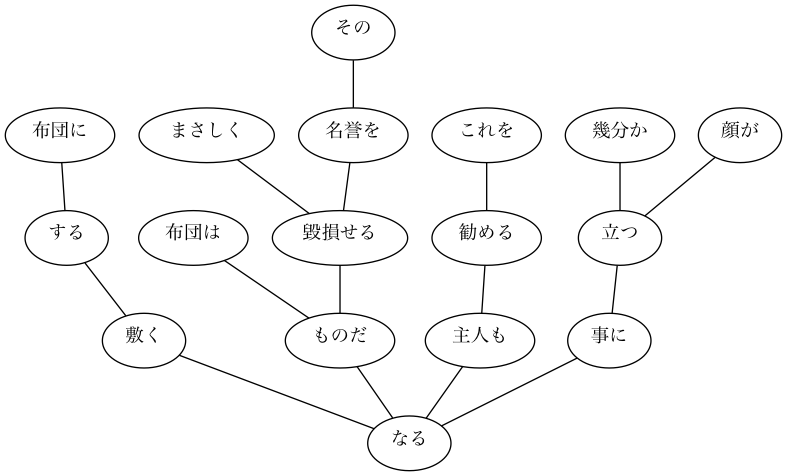 その
布団に
まさしく
名誉を
これを
幾分か
顔が
する
布団は
毀損せる
勧める
立つ
敷く
ものだ
主人も
事に
なる